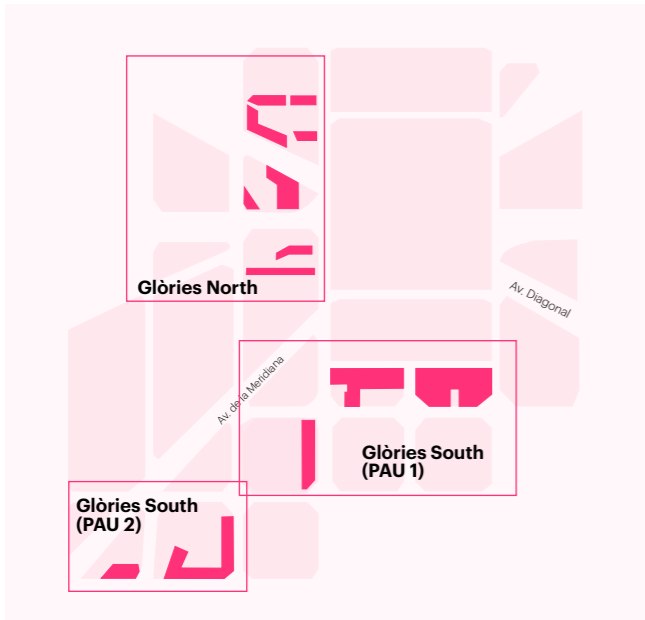 Glòries North
Av. Diagonal
Av. de la Meridiana
Glòries South
(PAU 1)
Glòries South
(PAU 2)